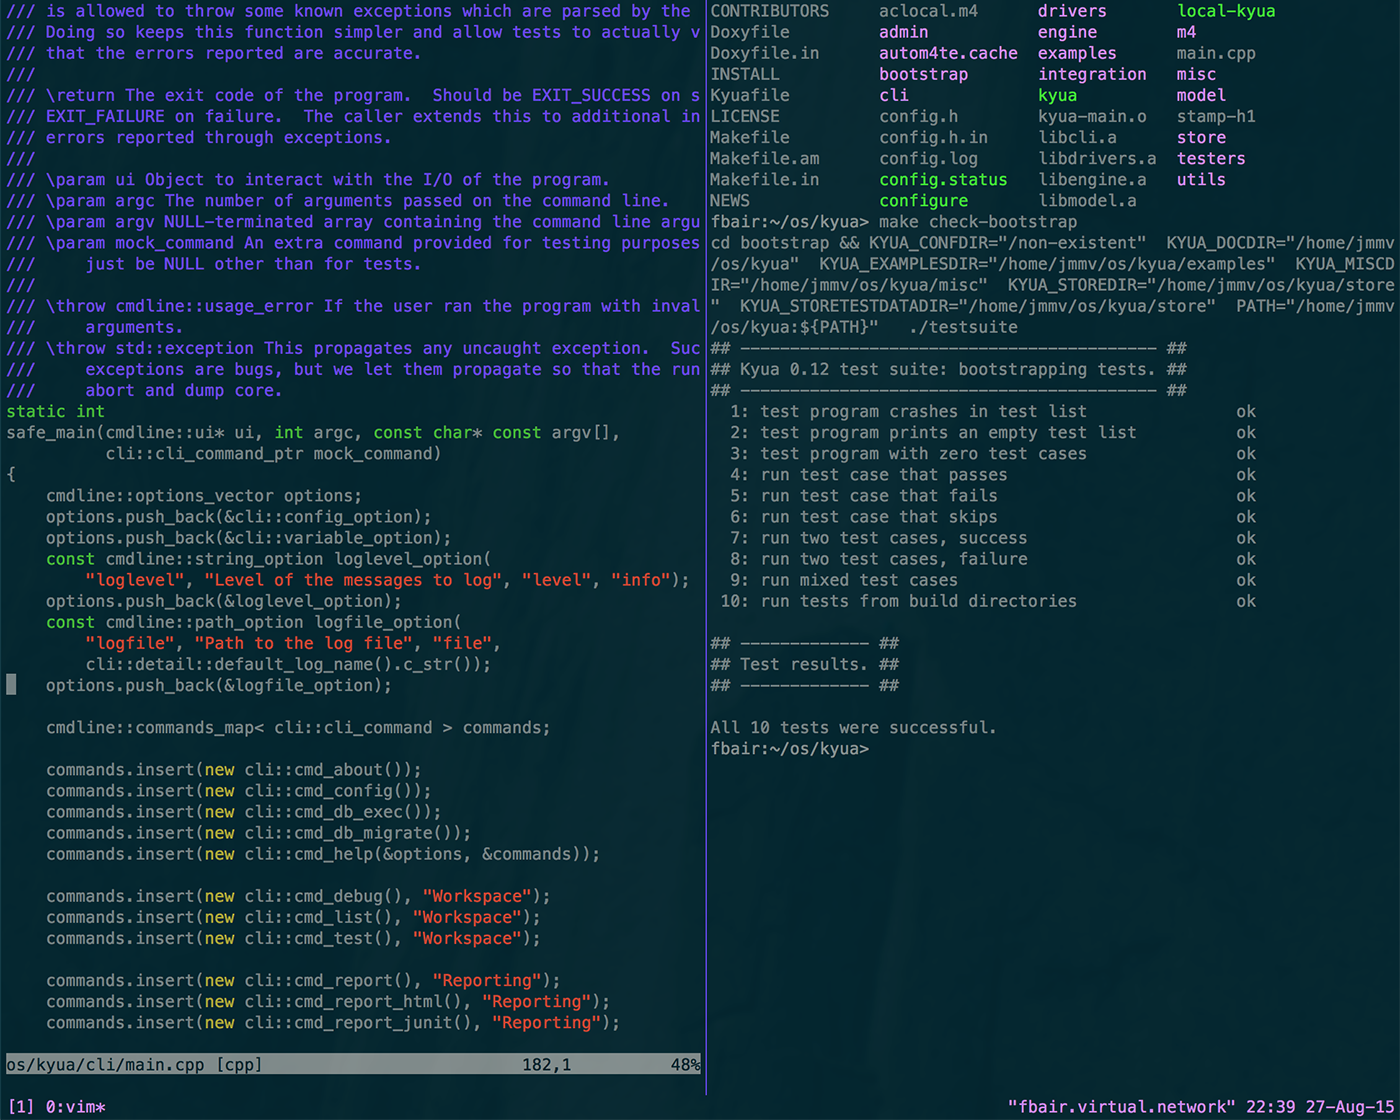 /// is allowed to throw some known exceptions which are parsed by the
/// Doing so keeps this function simpler and allow tests to actually v
/// that the errors reported are accurate.
///
/// \return The exit code of the program.  Should be EXIT_SUCCESS on s
/// EXIT_FAILURE on failure.  The caller extends this to additional in
/// errors reported through exceptions.
///
/// \param ui Object to interact with the I/O of the program.
/// \param argc The number of arguments passed on the command line.
/// \param argv NULL-terminated array containing the command line argu
/// \param mock_command An extra command provided for testing purposes
///     just be NULL other than for tests.
///
/// \throw cmdline::usage_error If the user ran the program with inval
///     arguments.
/// \throw std::exception This propagates any uncaught exception.  Suc
///     exceptions are bugs, but we let them propagate so that the run
///     abort and dump core.
static int
safe_main(cmdline::ui* ui, int argc, const char* const argv[],
          cli::cli_command_ptr mock_command)
{
    cmdline::options_vector options;
    options.push_back(&cli::config_option);
    options.push_back(&cli::variable_option);
    const cmdline::string_option loglevel_option(
        "loglevel", "Level of the messages to log", "level", "info");
    options.push_back(&loglevel_option);
    const cmdline::path_option logfile_option(
        "logfile", "Path to the log file", "file",
        cli::detail::default_log_name().c_str());
    options.push_back(&logfile_option);
    cmdline::commands_map< cli::cli_command > commands;
    commands.insert(new cli::cmd_about());
    commands.insert(new cli::cmd_config());
    commands.insert(new cli::cmd_db_exec());
    commands.insert(new cli::cmd_db_migrate());
    commands.insert(new cli::cmd_help(&options, &commands));
    commands.insert(new cli::cmd_debug(), "Workspace");
    commands.insert(new cli::cmd_list(), "Workspace");
    commands.insert(new cli::cmd_test(), "Workspace");
    commands.insert(new cli::cmd_report(), "Reporting");
    commands.insert(new cli::cmd_report_html(), "Reporting");
    commands.insert(new cli::cmd_report_junit(), "Reporting");
os/kyua/cli/main.cpp [cpp] 182,1 48%
CONTRIBUTORS aclocal.m4 drivers local-kyua
Doxyfile admin engine m4
Doxyfile.in autom4te.cache examples main.cpp
INSTALL bootstrap integration misc
Kyuafile cli kyua model
LICENSE config.h kyua-main.o stamp-h1
Makefile config.h.in libcli.a store
Makefile.am config.log libdrivers.a testers
Makefile.in config.status libengine.a utils
NEWS configure libmodel.a
fbair:~/os/kyua> make check-bootstrap
cd bootstrap && KYUA_CONFDIR="/non-existent"  KYUA_DOCDIR="/home/jmmv
/os/kyua"  KYUA_EXAMPLESDIR="/home/jmmv/os/kyua/examples"  KYUA_MISCD
IR="/home/jmmv/os/kyua/misc"  KYUA_STOREDIR="/home/jmmv/os/kyua/store
"  KYUA_STORETESTDATADIR="/home/jmmv/os/kyua/store"  PATH="/home/jmmv
/os/kyua:${PATH}"   ./testsuite
## ------------------------------------------ ##
## Kyua 0.12 test suite: bootstrapping tests. ##
## ------------------------------------------ ##
  1: test program crashes in test list ok
  2: test program prints an empty test list ok
  3: test program with zero test cases ok
  4: run test case that passes ok
  5: run test case that fails ok
  6: run test case that skips ok
  7: run two test cases, success ok
  8: run two test cases, failure ok
  9: run mixed test cases ok
 10: run tests from build directories ok
## ------------- ##
## Test results. ##
## ------------- ##
All 10 tests were successful.
fbair:~/os/kyua>
[1] 0:vim* "fbair.virtual.network" 22:39 27-Aug-15